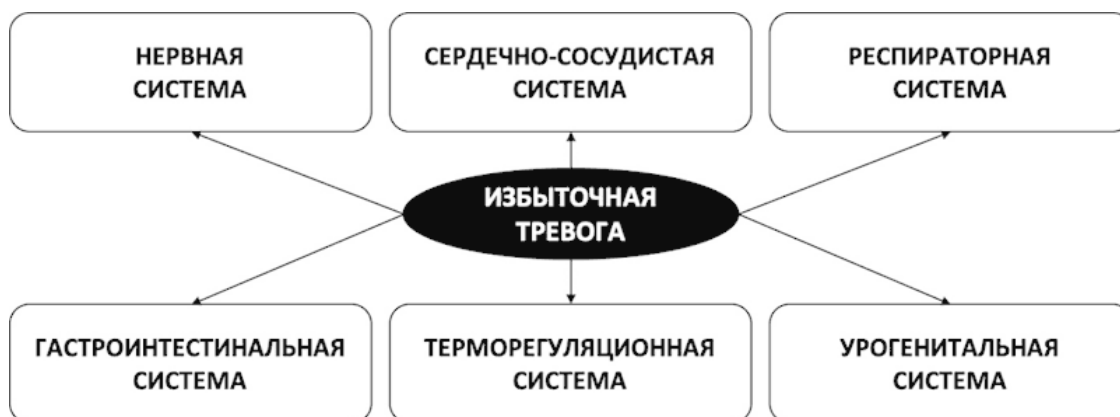 НЕРВНАЯ
СИСТЕМА
СЕРДЕЧНО-СОСУДИСТАЯ
СИСТЕМА
РЕСПИРАТОРНАЯ
СИСТЕМА
ИЗБЫТОЧНАЯ
ТРЕВОГА
ГАСТРОИНТЕСТИНАЛЬНАЯ
СИСТЕМА
ТЕРМОРЕГУЛЯЦИОННАЯ
СИСТЕМА
УРОГЕНИТАЛЬНАЯ
СИСТЕМА